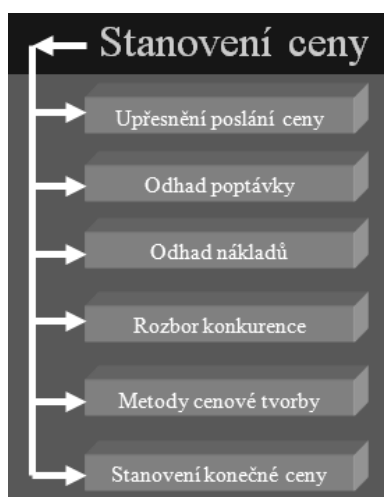 Stanovení ceny
Upřesnění poslání ceny
Odhad poptávky
Odhad nákladů
Rozbor konkurence
Metody cenové tvorby
Stanovení konečné ceny